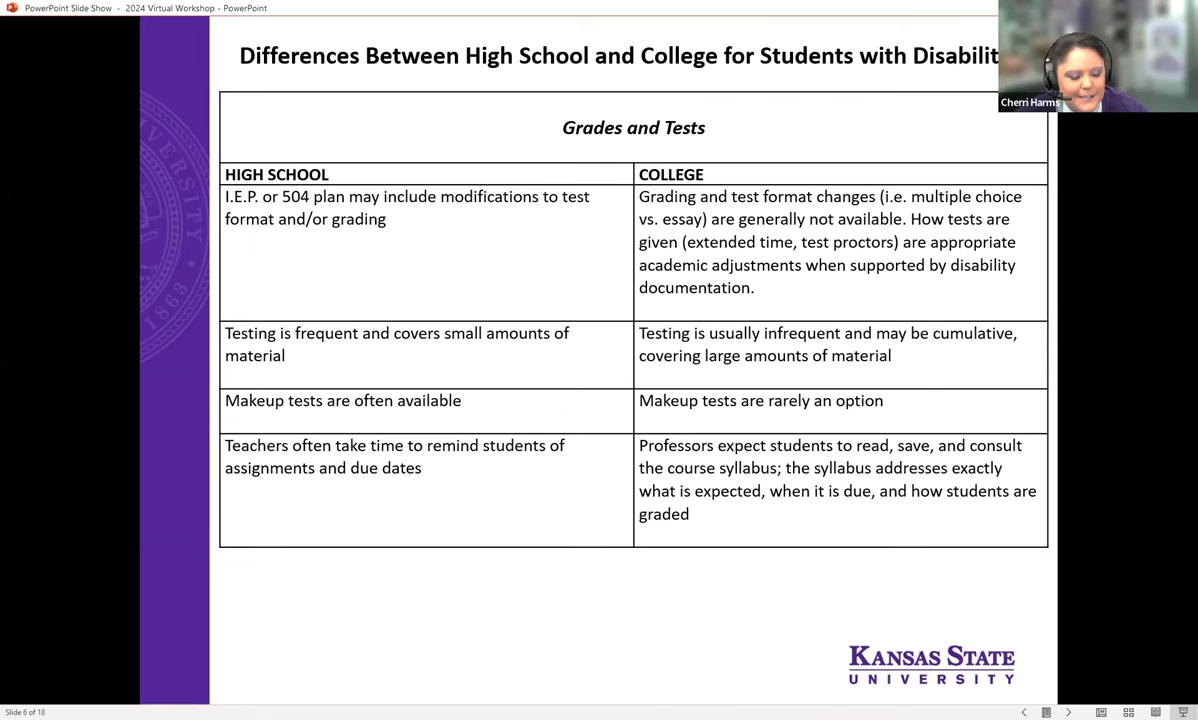 PowerPoint Slide Show - 2024 Virtual Workshop - PowerPoint
Differences Between High School and College for Students with Disabilit
Cherri Harms
Grades and Tests
HIGH SCHOOL
COLLEGE
I.E.P. or 504 plan may include modifications to test
format and/or grading
Grading and test format changes (i.e. multiple choice
vs. essay) are generally not available. How tests are
given (extended time, test proctors) are appropriate
academic adjustments when supported by disability
documentation.
Testing is frequent and covers small amounts of
material
Testing is usually infrequent and may be cumulative,
covering large amounts of material
Makeup tests are often available
Makeup tests are rarely an option
Teachers often take time to remind students of
assignments and due dates
Professors expect students to read, save, and consult
the course syllabus; the syllabus addresses exactly
what is expected, when it is due, and how students are
graded
VERSITY
1863
KANSAS STATE
UNIVERSITY
Slide 6 of 18